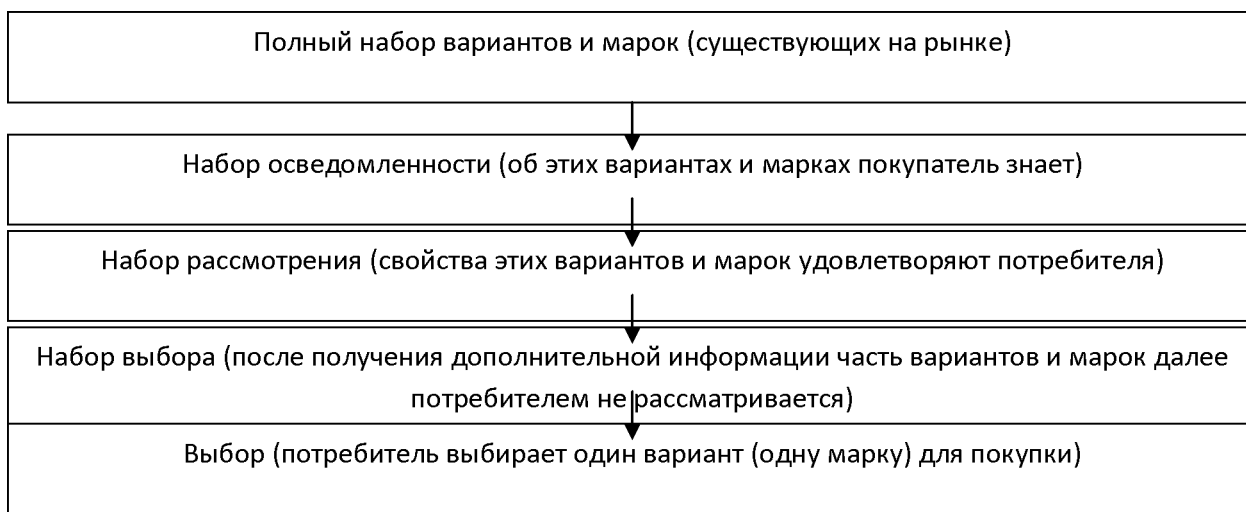 Полный набор вариантов и марок (существующих на рынке)
Набор осведомленности (об этих вариантах и марках покупатель знает)
Набор рассмотрения (свойства этих вариантов и марок удовлетворяют потребителя)
Набор выбора (после получения дополнительной информации часть вариантов и марок далее
потребителем не рассматривается)
Выбор (потребитель выбирает один вариант (одну марку) для покупки)